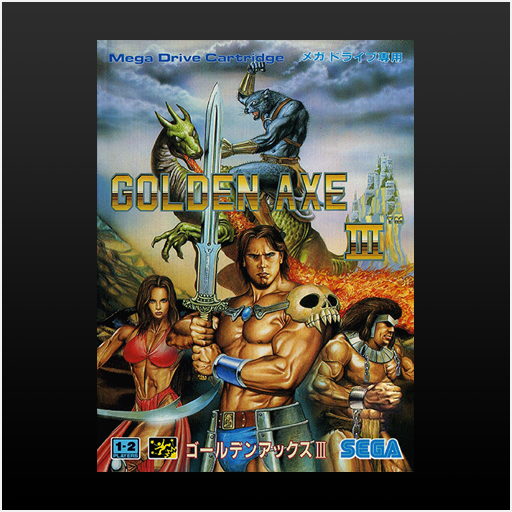 Mega Drive Cartridge
メガドライブ専用
GOLDEN AXE
III
1-2
PLAYERS
ゴールデンアックスIII
SEGA